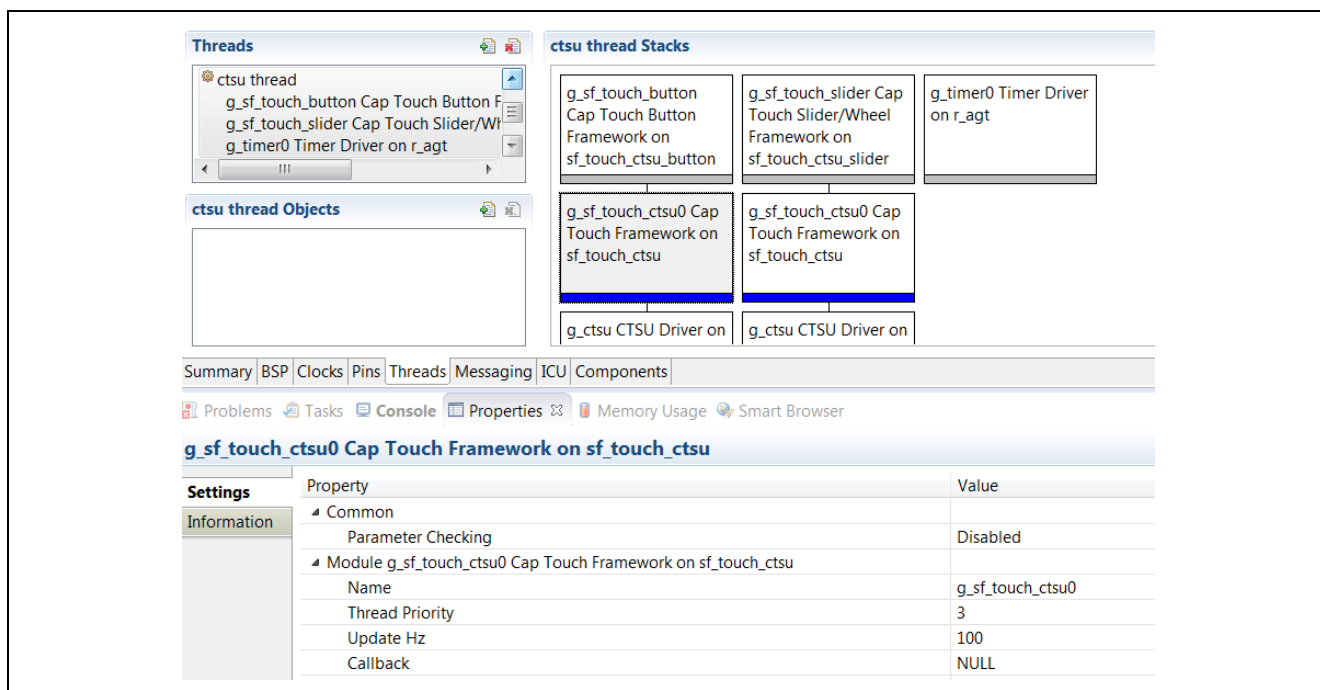 Threads
ctsu thread
g_sf_touch_button Cap Touch Button F
g_sf_touch_slider Cap Touch Slider/Wh
g_timer0 Timer Driver on r_agt
ctsu thread Objects
ctsu thread Stacks
g_sf_touch_button
Cap Touch Button
Framework on
sf_touch_ctsu_button
g_sf_touch_slider Cap
Touch Slider/Wheel
Framework on
sf_touch_ctsu_slider
g_timer0 Timer Driver
on r_agt
g_sf_touch_ctsu0 Cap
Touch Framework on
sf_touch_ctsu
g_sf_touch_ctsu0 Cap
Touch Framework on
sf_touch_ctsu
g_ctsu CTSU Driver on
g_ctsu CTSU Driver on
Summary BSP Clocks Pins Threads Messaging ICU Components
Problems Tasks Console Properties Memory Usage Smart Browser
g_sf_touch_ctsu0 Cap Touch Framework on sf_touch_ctsu
Settings
Information
Property Value
Common
Parameter Checking Disabled
Module g_sf_touch_ctsu0 Cap Touch Framework on sf_touch_ctsu
Name g_sf_touch_ctsu0
Thread Priority 3
Update Hz 100
Callback NULL